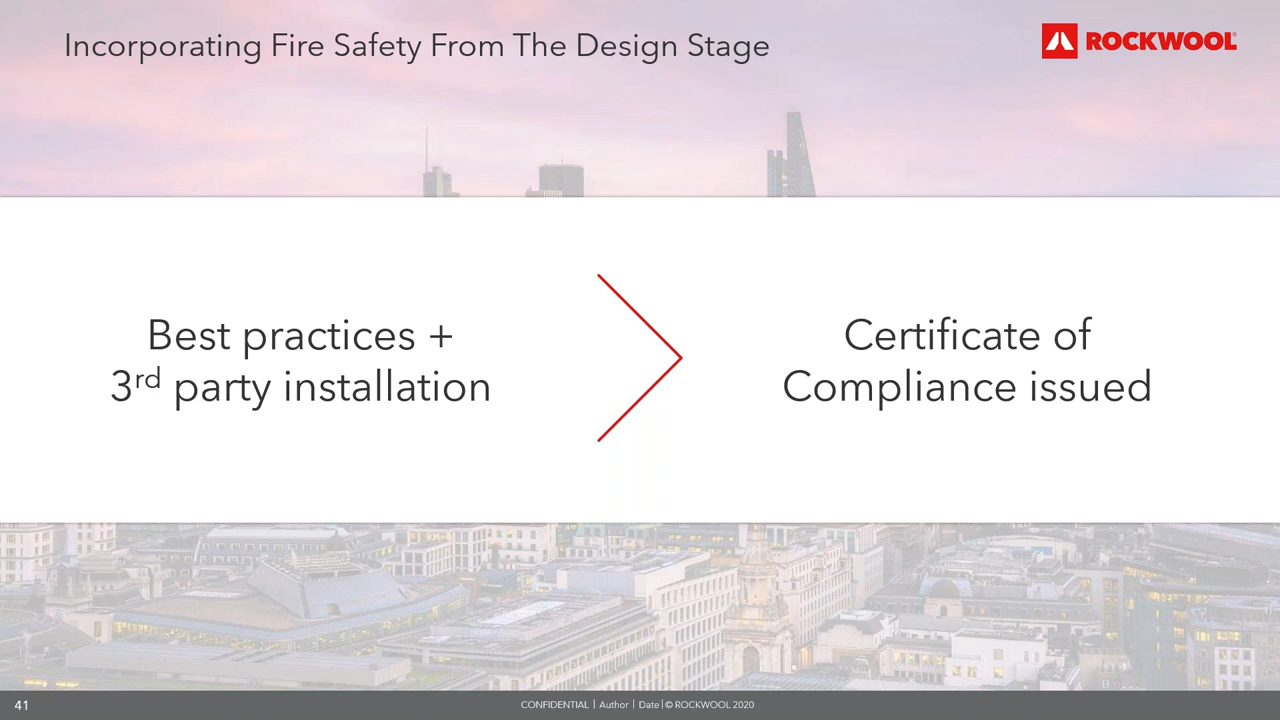 Incorporating Fire Safety From The Design Stage
ROCKWOOL®
Best practices +
3rd party installation
Certificate of
Compliance issued
41
CONFIDENTIAL | Author | Date | © ROCKWOOL 2020